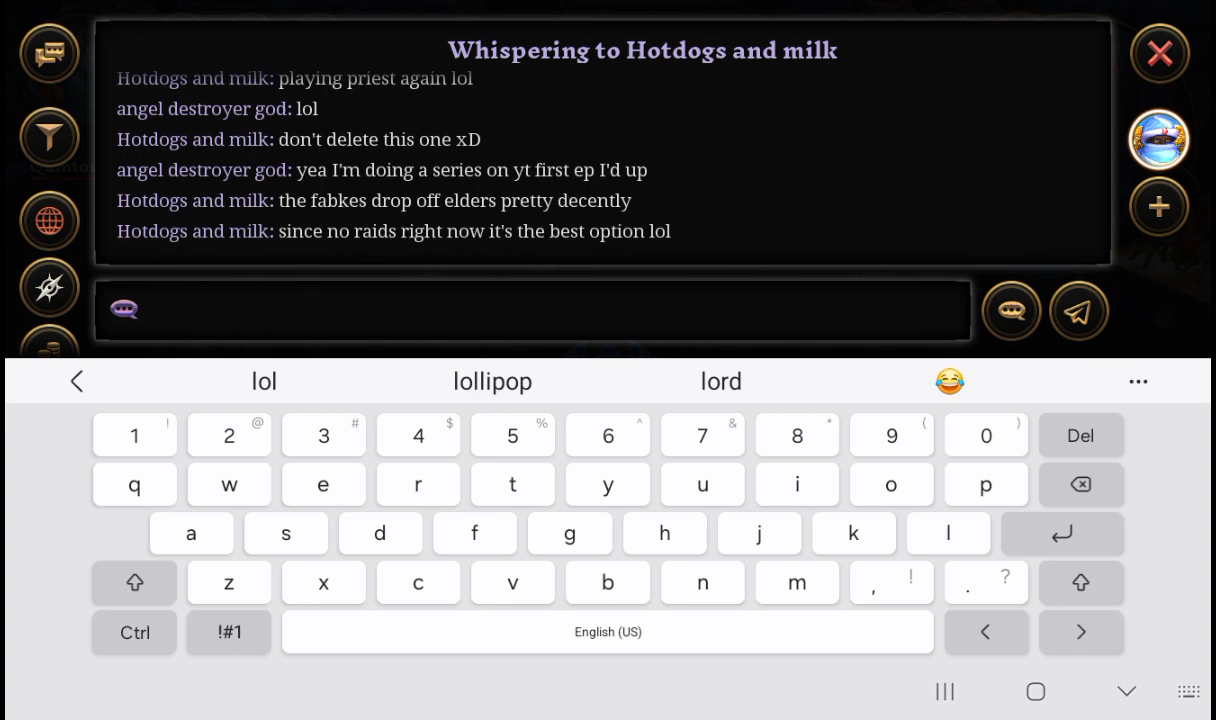 Whispering to Hotdogs and milk
Hotdogs and milk: playing priest again lol
angel destroyer god: lol
Hotdogs and milk: don't delete this one xD
angel destroyer god: yea I'm doing a series on yt first ep I'd up
Hotdogs and milk: the fabkes drop off elders pretty decently
Hotdogs and milk: since no raids right now it's the best option lol
lol lollipop lord 😂 ...
1 ! 2 @ 3 # 4 $ 5 % 6 ^ 7 & 8 * 9 ( 0 ) Del
q w e r t y u i o p
a s d f g h j k l
z x c v b n m , ! . ?
Ctrl !#1 English (US) < >